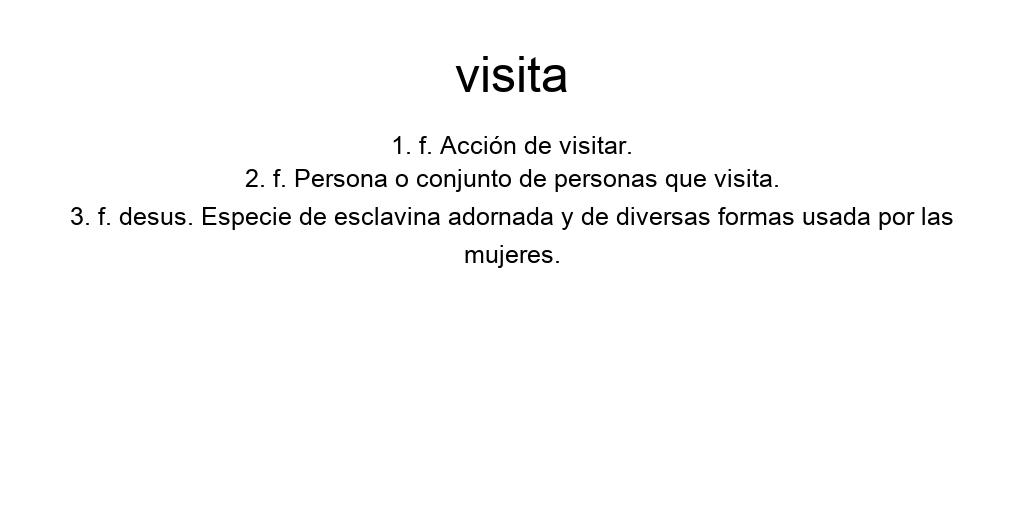 visita
1. f. Acción de visitar.
2. f. Persona o conjunto de personas que visita.
3. f. desus. Especie de esclavina adornada y de diversas formas usada por las
mujeres.